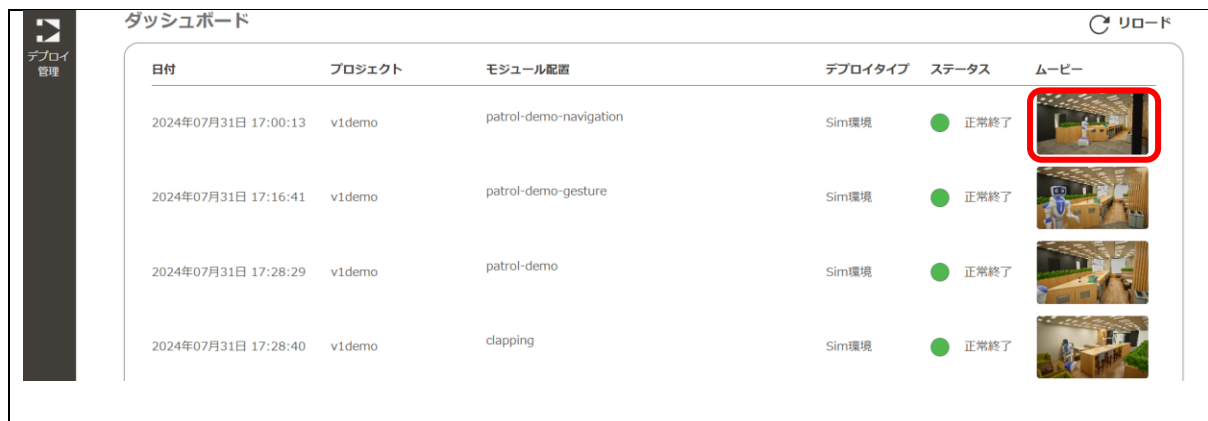 ダッシュボード
リロード
デプロイ
管理
日付 プロジェクト モジュール配置 デプロイタイプ ステータス ムービー
2024年07月31日 17:00:13 v1demo patrol-demo-navigation Sim環境 正常終了
2024年07月31日 17:16:41 v1demo patrol-demo-gesture Sim環境 正常終了
2024年07月31日 17:28:29 v1demo patrol-demo Sim環境 正常終了
2024年07月31日 17:28:40 v1demo clapping Sim環境 正常終了